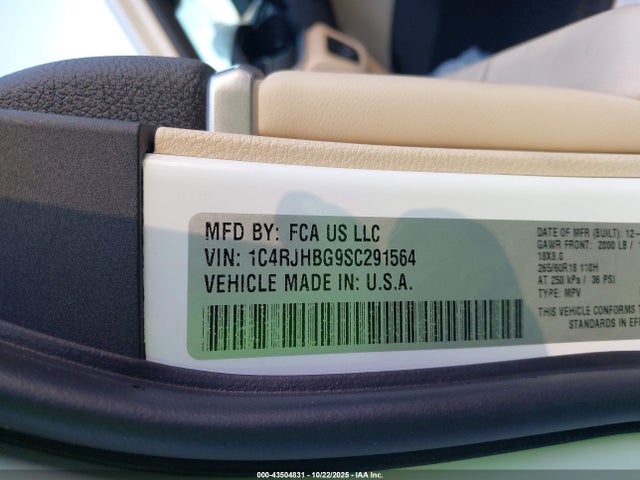 MFD BY: FCA US LLC
VIN: 1C4RJHBG9SC291564
VEHICLE MADE IN: U.S.A.
DATE OF MFR (BUILT): 12-
GAWR FRONT: 2800 LB /
18X8.0
265/60R18 110H
AT 250 kPa / 36 PSI
TYPE: MPV
THIS VEHICLE CONFORMS
STANDARDS IN EFF
000-43504831 - 10/22/2025 - IAA Inc.